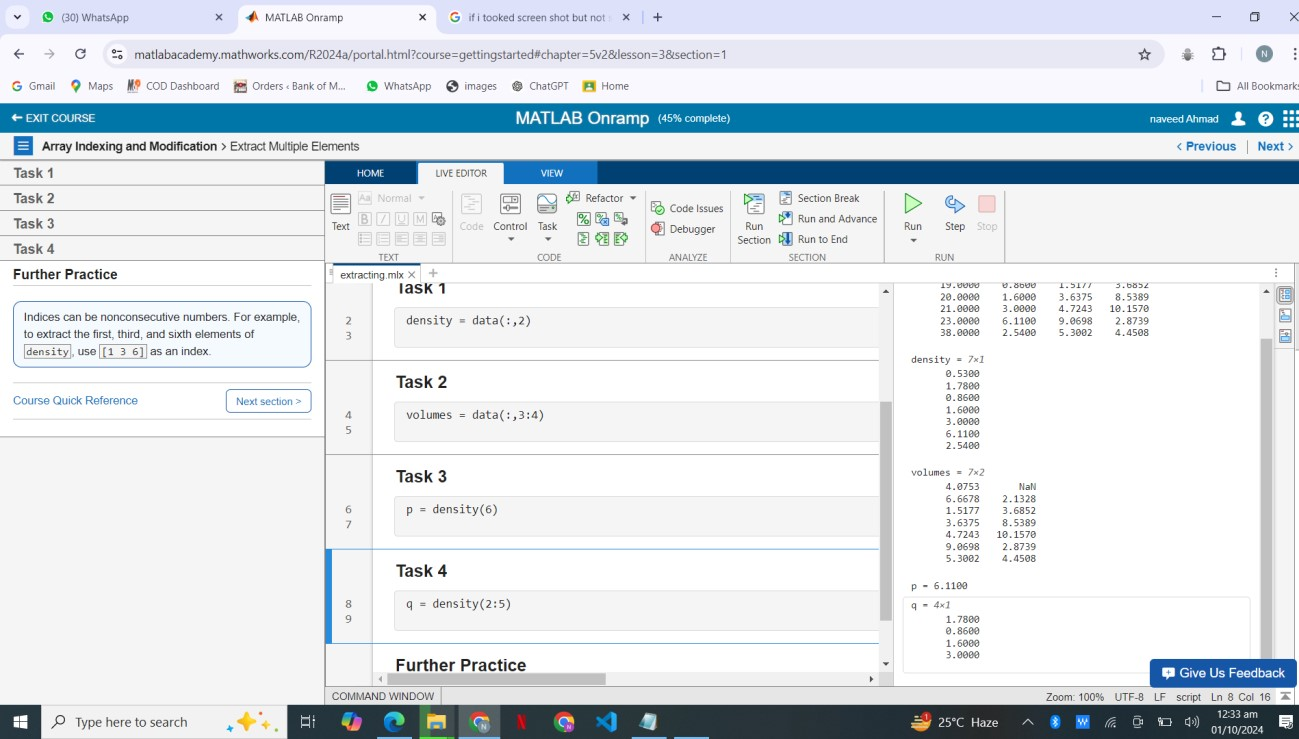 (30) WhatsApp
MATLAB Onramp
if i tooked screen shot but not
matlabacademy.mathworks.com/R2024a/portal.html?course=gettingstarted#chapter=5v2&lesson=3&section=1
N
Gmail
Maps
COD Dashboard
Orders ‹ Bank of M...
WhatsApp
images
ChatGPT
Home
All Bookmarks
EXIT COURSE
MATLAB Onramp (45% complete)
naveed Ahmad
Array Indexing and Modification > Extract Multiple Elements
‹ Previous | Next ›
Task 1
Task 2
Task 3
Task 4
Further Practice
Indices can be nonconsecutive numbers. For example,
to extract the first, third, and sixth elements of
density, use [1 3 6] as an index.
Course Quick Reference
Next section >
HOME
LIVE EDITOR
VIEW
Text
Aa Normal
B I U M
TEXT
Code
Control
Task
Refactor
CODE
Code Issues
Debugger
ANALYZE
Run
Section
Section Break
Run and Advance
Run to End
SECTION
Run
Step
Stop
RUN
extracting.mlx
Task 1
2 density = data(:,2)
3
Task 2
4 volumes = data(:,3:4)
5
Task 3
6 p = density(6)
7
Task 4
8 q = density(2:5)
9
Further Practice
19.0000 0.8600 1.5177 3.6852
20.0000 1.6000 3.6375 8.5389
21.0000 3.0000 4.7243 10.1570
23.0000 6.1100 9.0698 2.8739
38.0000 2.5400 5.3002 4.4508
density = 7×1
0.5300
1.7800
0.8600
1.6000
3.0000
6.1100
2.5400
volumes = 7×2
4.0753 NaN
6.6678 2.1328
1.5177 3.6852
3.6375 8.5389
4.7243 10.1570
9.0698 2.8739
5.3002 4.4508
p = 6.1100
q = 4×1
1.7800
0.8600
1.6000
3.0000
Give Us Feedback
COMMAND WINDOW
Zoom: 100% UTF-8 LF script Ln 8 Col 16
Type here to search
25°C Haze
12:33 am
01/10/2024